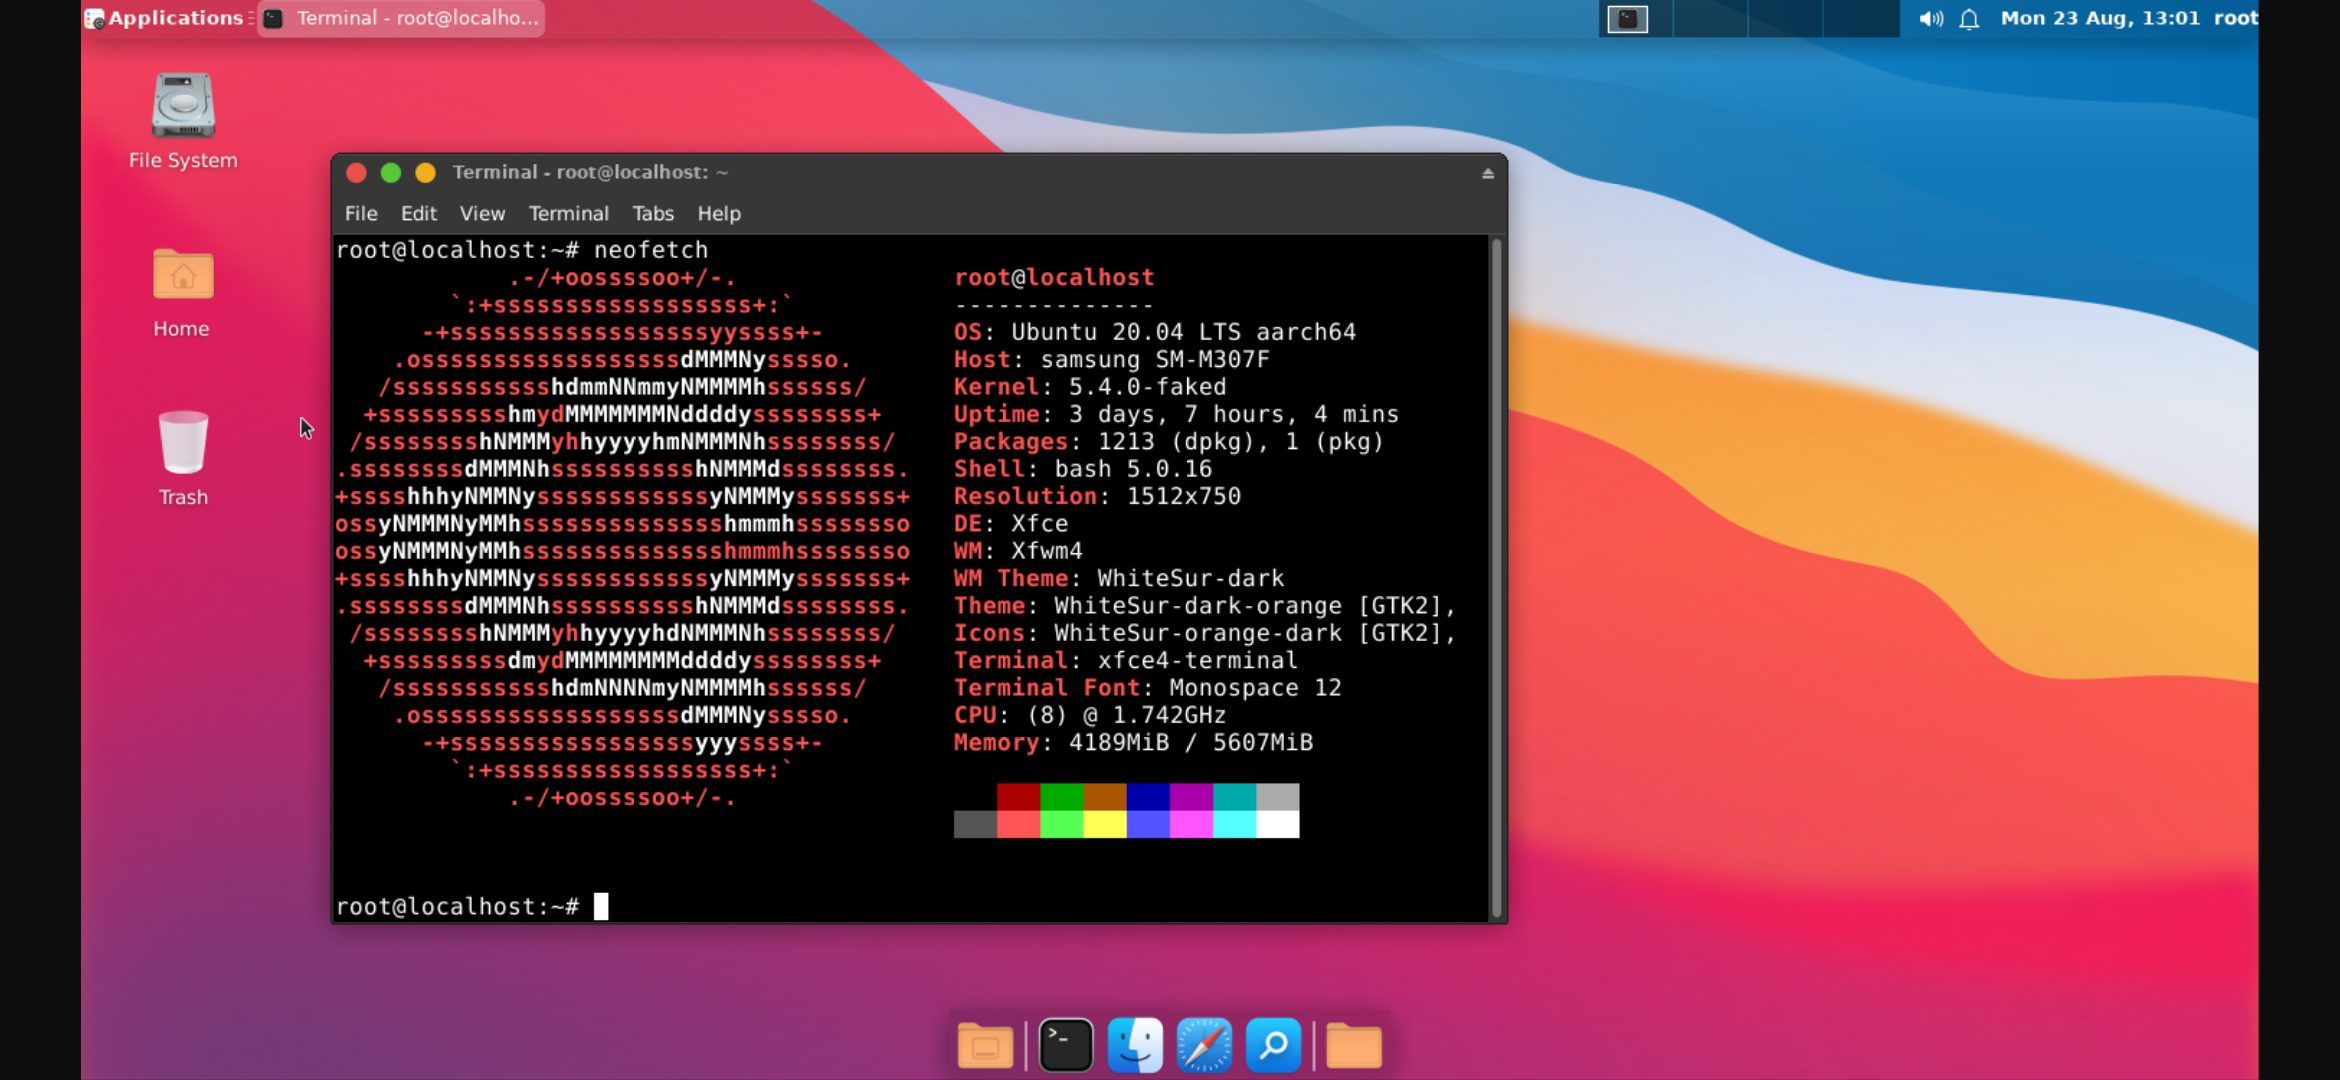 Applications
Terminal - root@localho...
Mon 23 Aug, 13:01 root
File System
Home
Trash
Terminal - root@localhost: ~
File Edit View Terminal Tabs Help
root@localhost:~# neofetch
.-/+oossssoo+/-. root@localhost
`:+ssssssssssssssssss+:` --------------
-+ssssssssssssssssssyyssss+- OS: Ubuntu 20.04 LTS aarch64
.osssssssssssssssssssdMMMNysssso. Host: samsung SM-M307F
/ssssssssssshdmmNNmmyNMMMMhssssss/ Kernel: 5.4.0-faked
+ssssssssshmydMMMMMMMNddddyssssssss+ Uptime: 3 days, 7 hours, 4 mins
/sssssssshNMMMyhhyyyyhmNMMMNhssssssss/ Packages: 1213 (dpkg), 1 (pkg)
.ssssssssdMMMNhsssssssssshNMMMdssssssss. Shell: bash 5.0.16
+sssshhhyNMMNyssssssssssssyNMMMysssssss+ Resolution: 1512x750
ossyNMMMNyMMhsssssssssssssshmmmhssssssso DE: Xfce
ossyNMMMNyMMhsssssssssssssshmmmhssssssso WM: Xfwm4
+sssshhhyNMMNyssssssssssssyNMMMysssssss+ WM Theme: WhiteSur-dark
.ssssssssdMMMNhsssssssssshNMMMdssssssss. Theme: WhiteSur-dark-orange [GTK2],
/sssssssshNMMMyhhyyyyhdNMMMNhssssssss/ Icons: WhiteSur-orange-dark [GTK2],
+sssssssssdmydMMMMMMMMddddyssssssss+ Terminal: xfce4-terminal
/ssssssssssshdmNNNNmyNMMMMhssssss/ Terminal Font: Monospace 12
.osssssssssssssssssssdMMMNysssso. CPU: (8) @ 1.742GHz
-+sssssssssssssssssyyyssss+- Memory: 4189MiB / 5607MiB
`:+ssssssssssssssssss+:`
.-/+oossssoo+/-.
root@localhost:~#